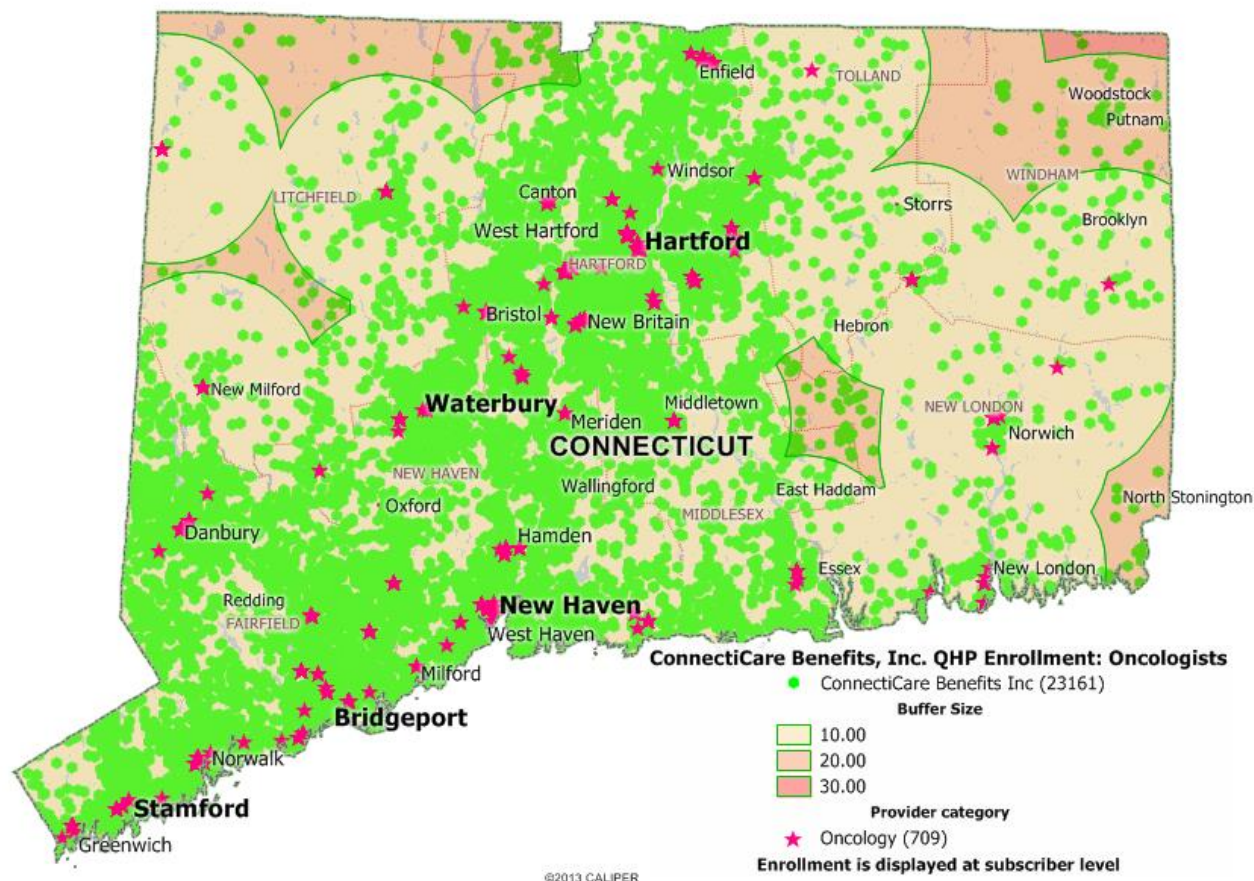 Enfield
TOLLAND
Woodstock
Putnam
Windsor
WINDHAM
Canton
LITCHFIELD
Storrs
Brooklyn
West Hartford
Hartford
HARTFORD
Bristol
New Britain
Hebron
New Milford
Waterbury
Meriden
Middletown
NEW LONDON
Norwich
CONNECTICUT
NEW HAVEN
Wallingford
East Haddam
North Stonington
Oxford
MIDDLESEX
Danbury
Hamden
Essex
New London
Redding
New Haven
FAIRFIELD
West Haven
Milford
Bridgeport
Norwalk
Stamford
Greenwich
ConnectiCare Benefits, Inc. QHP Enrollment: Oncologists
ConnectiCare Benefits Inc (23161)
Buffer Size
10.00
20.00
30.00
Provider category
Oncology (709)
Enrollment is displayed at subscriber level
©2013 CALIPER